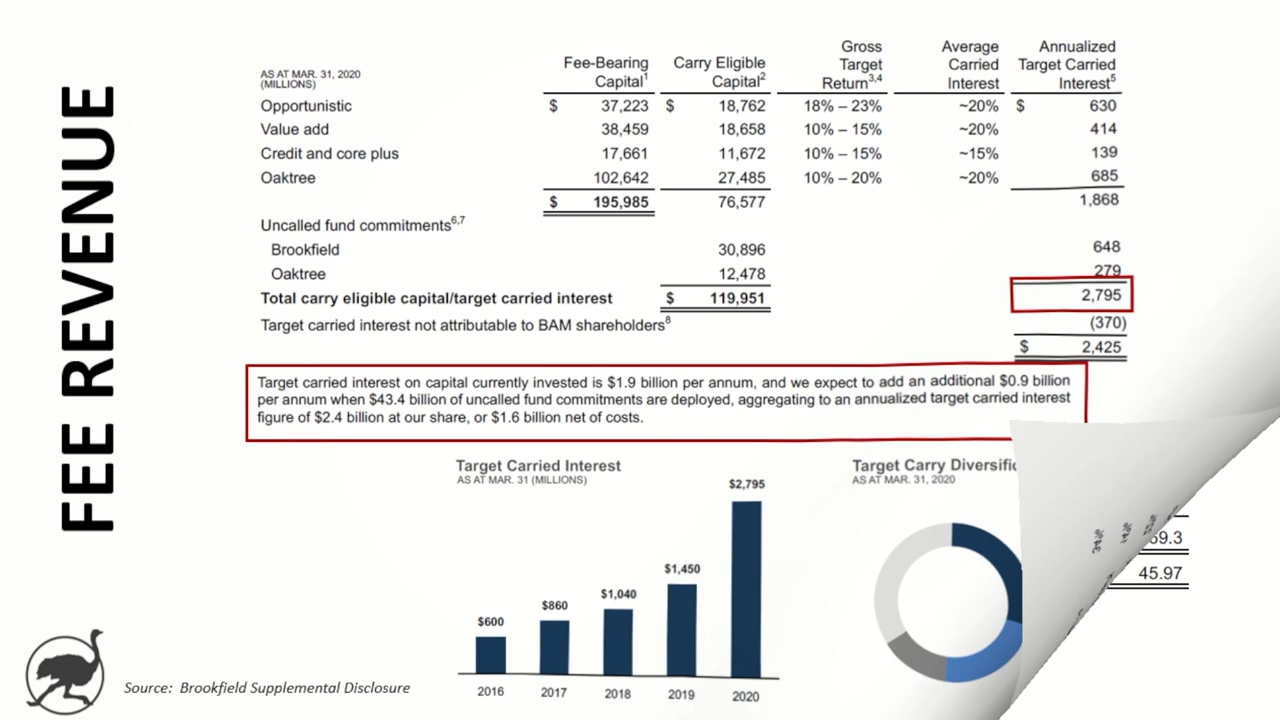 FEE REVENUE
AS AT MAR. 31, 2020
(MILLIONS)
Fee-Bearing Capital1
Carry Eligible Capital2
Gross Target Return3,4
Average Carried Interest
Annualized Target Carried Interest5
Opportunistic $ 37,223 $ 18,762 18% – 23% ~20% $ 630
Value add 38,459 18,658 10% – 15% ~20% 414
Credit and core plus 17,661 11,672 10% – 15% ~15% 139
Oaktree 102,642 27,485 10% – 20% ~20% 685
$ 195,985 76,577 1,868
Uncalled fund commitments6,7
Brookfield 30,896 648
Oaktree 12,478 279
Total carry eligible capital/target carried interest $ 119,951 2,795
Target carried interest not attributable to BAM shareholders8 (370)
$ 2,425
Target carried interest on capital currently invested is $1.9 billion per annum, and we expect to add an additional $0.9 billion
per annum when $43.4 billion of uncalled fund commitments are deployed, aggregating to an annualized target carried interest
figure of $2.4 billion at our share, or $1.6 billion net of costs.
Target Carried Interest
AS AT MAR. 31 (MILLIONS)
$600 $860 $1,040 $1,450 $2,795
2016 2017 2018 2019 2020
Target Carry
AS AT MAR. 31, 2020
45.97
Source: Brookfield Supplemental Disclosure